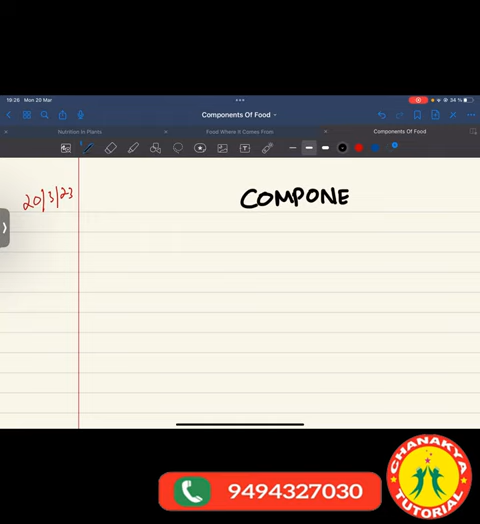 19:28 Mon 20 Mar
34 %
Components Of Food
Nutrition In Plants
Food Where It Comes From
Components Of Food
20/3/23
COMPONE
9494327030
CHANAKYA
TUTORIAL